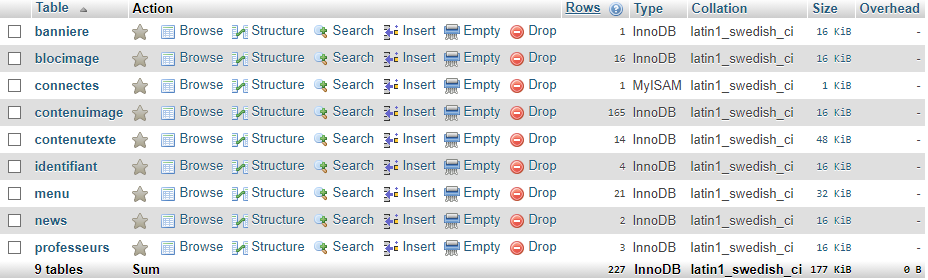 Table Action Rows Type Collation Size Overhead
banniere Browse Structure Search Insert Empty Drop 1 InnoDB latin1_swedish_ci 16 KiB -
blocimage Browse Structure Search Insert Empty Drop 16 InnoDB latin1_swedish_ci 16 KiB -
connectes Browse Structure Search Insert Empty Drop 1 MyISAM latin1_swedish_ci 1 KiB -
contenuimage Browse Structure Search Insert Empty Drop 165 InnoDB latin1_swedish_ci 16 KiB -
contenutexte Browse Structure Search Insert Empty Drop 14 InnoDB latin1_swedish_ci 48 KiB -
identifiant Browse Structure Search Insert Empty Drop 4 InnoDB latin1_swedish_ci 16 KiB -
menu Browse Structure Search Insert Empty Drop 21 InnoDB latin1_swedish_ci 32 KiB -
news Browse Structure Search Insert Empty Drop 2 InnoDB latin1_swedish_ci 16 KiB -
professeurs Browse Structure Search Insert Empty Drop 3 InnoDB latin1_swedish_ci 16 KiB -
9 tables Sum 227 InnoDB latin1_swedish_ci 177 KiB 0 B